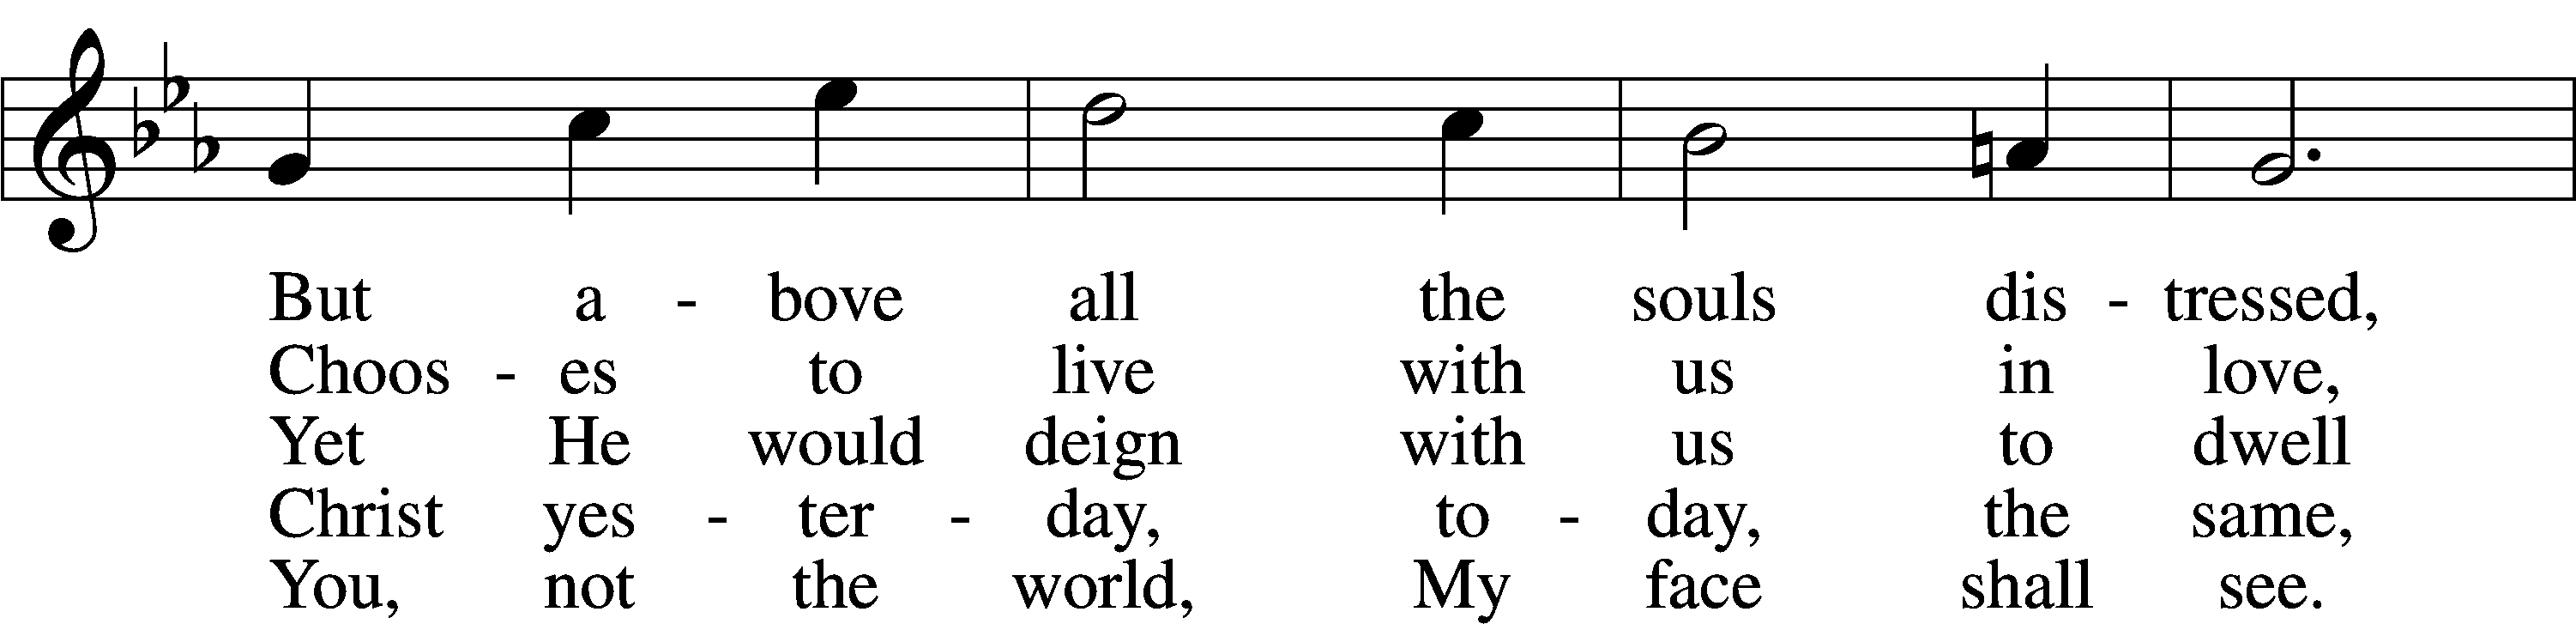 But a - bove all the souls dis - tressed,
Choos - es to live with us in love,
Yet He would deign with us to dwell
Christ yes - ter - day, to - day, the same,
You, not the world, My face shall see.